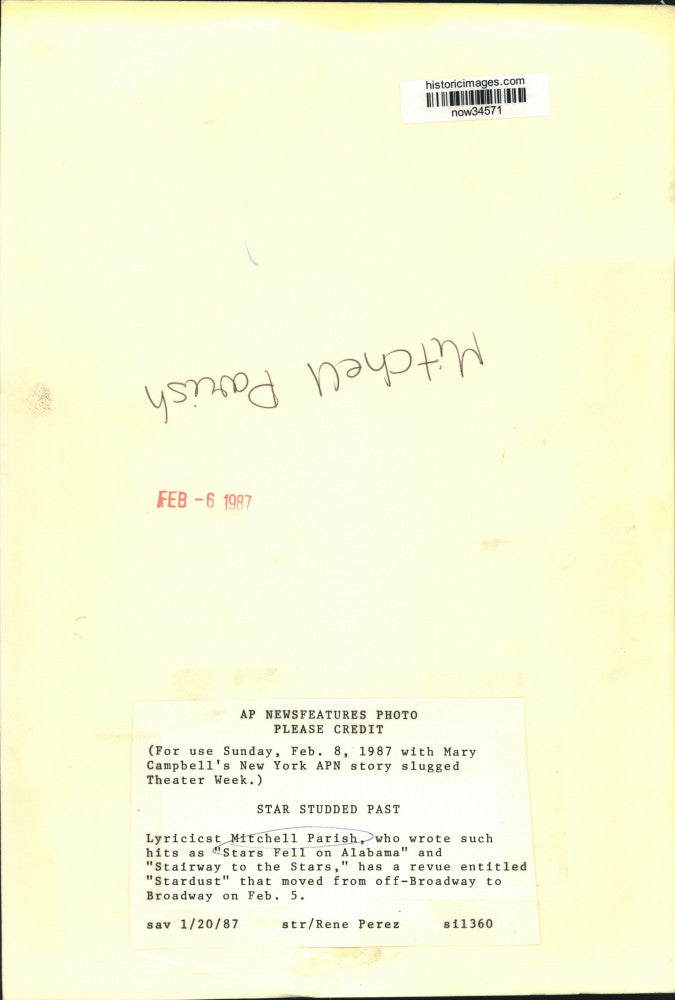 historicimages.com
now34571
Mitchell Parish
FEB -6 1987
AP NEWSFEATURES PHOTO
PLEASE CREDIT
(For use Sunday, Feb. 8, 1987 with Mary
Campbell's New York APN story slugged
Theater Week.)
STAR STUDDED PAST
Lyricicst Mitchell Parish, who wrote such
hits as "Stars Fell on Alabama" and
"Stairway to the Stars," has a revue entitled
"Stardust" that moved from off-Broadway to
Broadway on Feb. 5.
sav 1/20/87 str/Rene Perez sil360